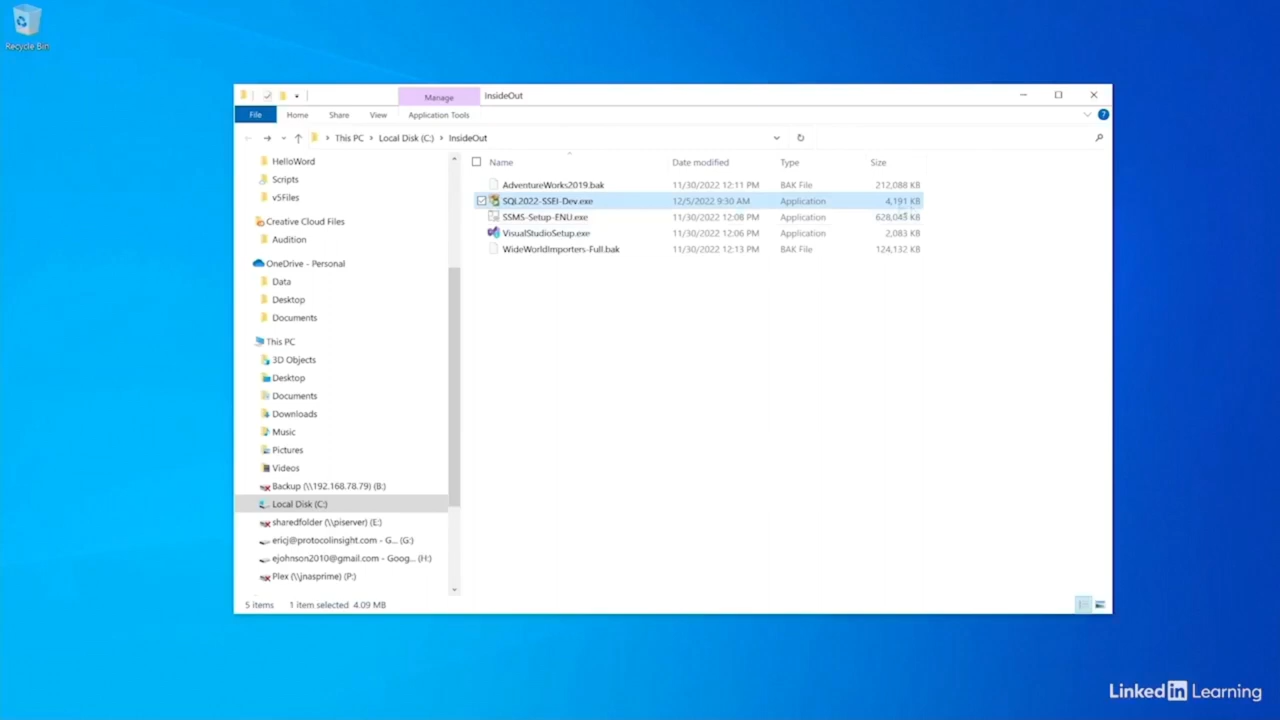 Recycle Bin
Manage
InsideOut
File
Home
Share
View
Application Tools
This PC
Local Disk (C:)
InsideOut
HelloWord
Scripts
v5Files
Creative Cloud Files
Audition
OneDrive - Personal
Data
Desktop
Documents
This PC
3D Objects
Desktop
Documents
Downloads
Music
Pictures
Videos
Backup (\\192.168.78.79) (B:)
Local Disk (C:)
sharedfolder (\\piserver) (E:)
ericj@protocolinsight.com - G... (G:)
ejohnson2010@gmail.com - Goog... (H:)
Plex (\\jnasprime) (P:)
Name Date modified Type Size
AdventureWorks2019.bak 11/30/2022 12:11 PM BAK File 212,088 KB
SQL2022-SSEI-Dev.exe 12/5/2022 9:30 AM Application 4,191 KB
SSMS-Setup-ENU.exe 11/30/2022 12:08 PM Application 628,043 KB
VisualStudioSetup.exe 11/30/2022 12:06 PM Application 2,083 KB
WideWorldImporters-Full.bak 11/30/2022 12:13 PM BAK File 124,132 KB
5 items 1 item selected 4.09 MB
LinkedIn Learning